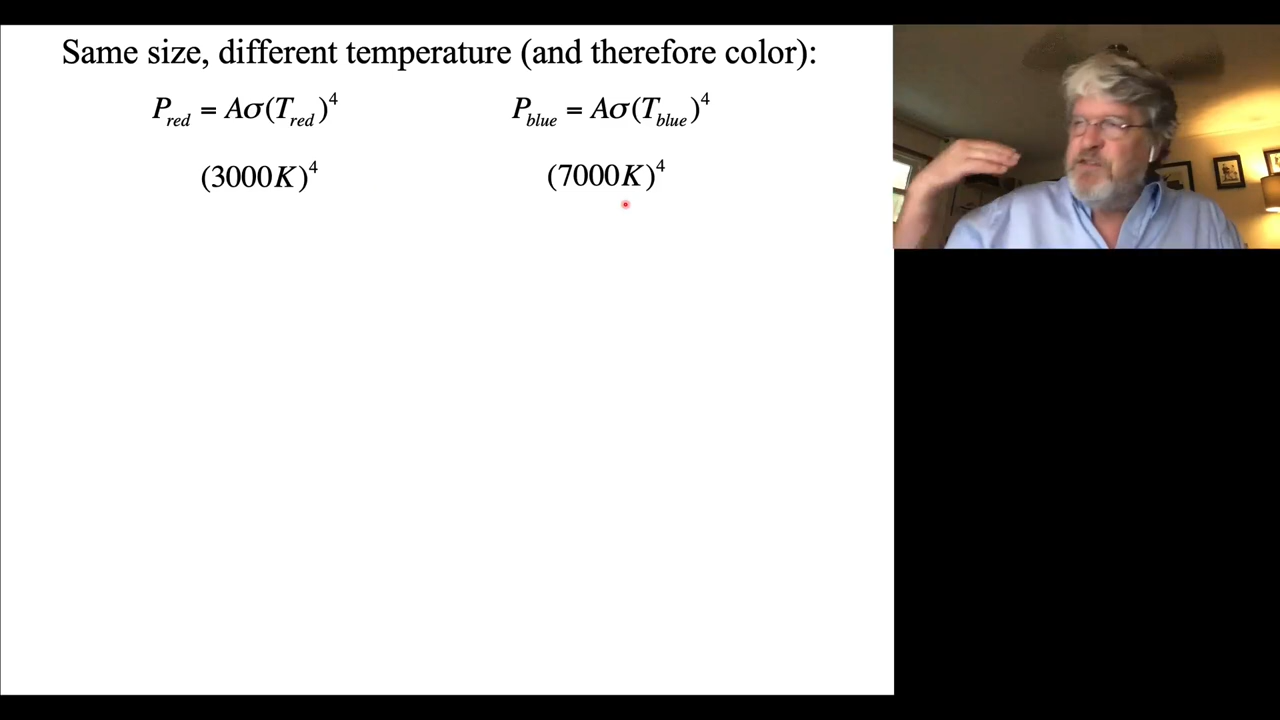 Same size, different temperature (and therefore color):
P_red = Aσ(T_red)^4 P_blue = Aσ(T_blue)^4
(3000K)^4 (7000K)^4